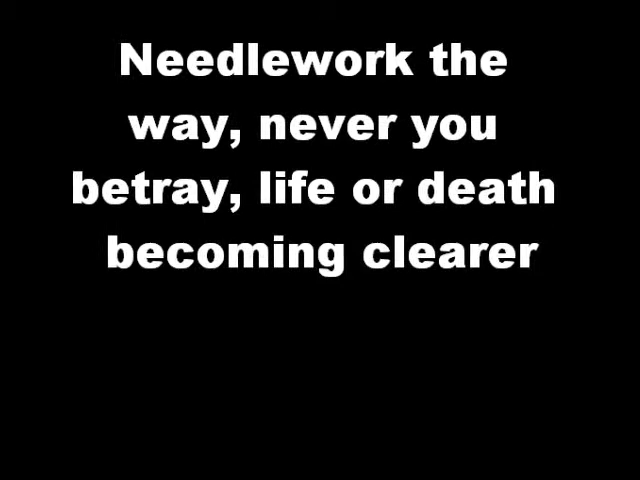 Needlework the
way, never you
betray, life or death
becoming clearer